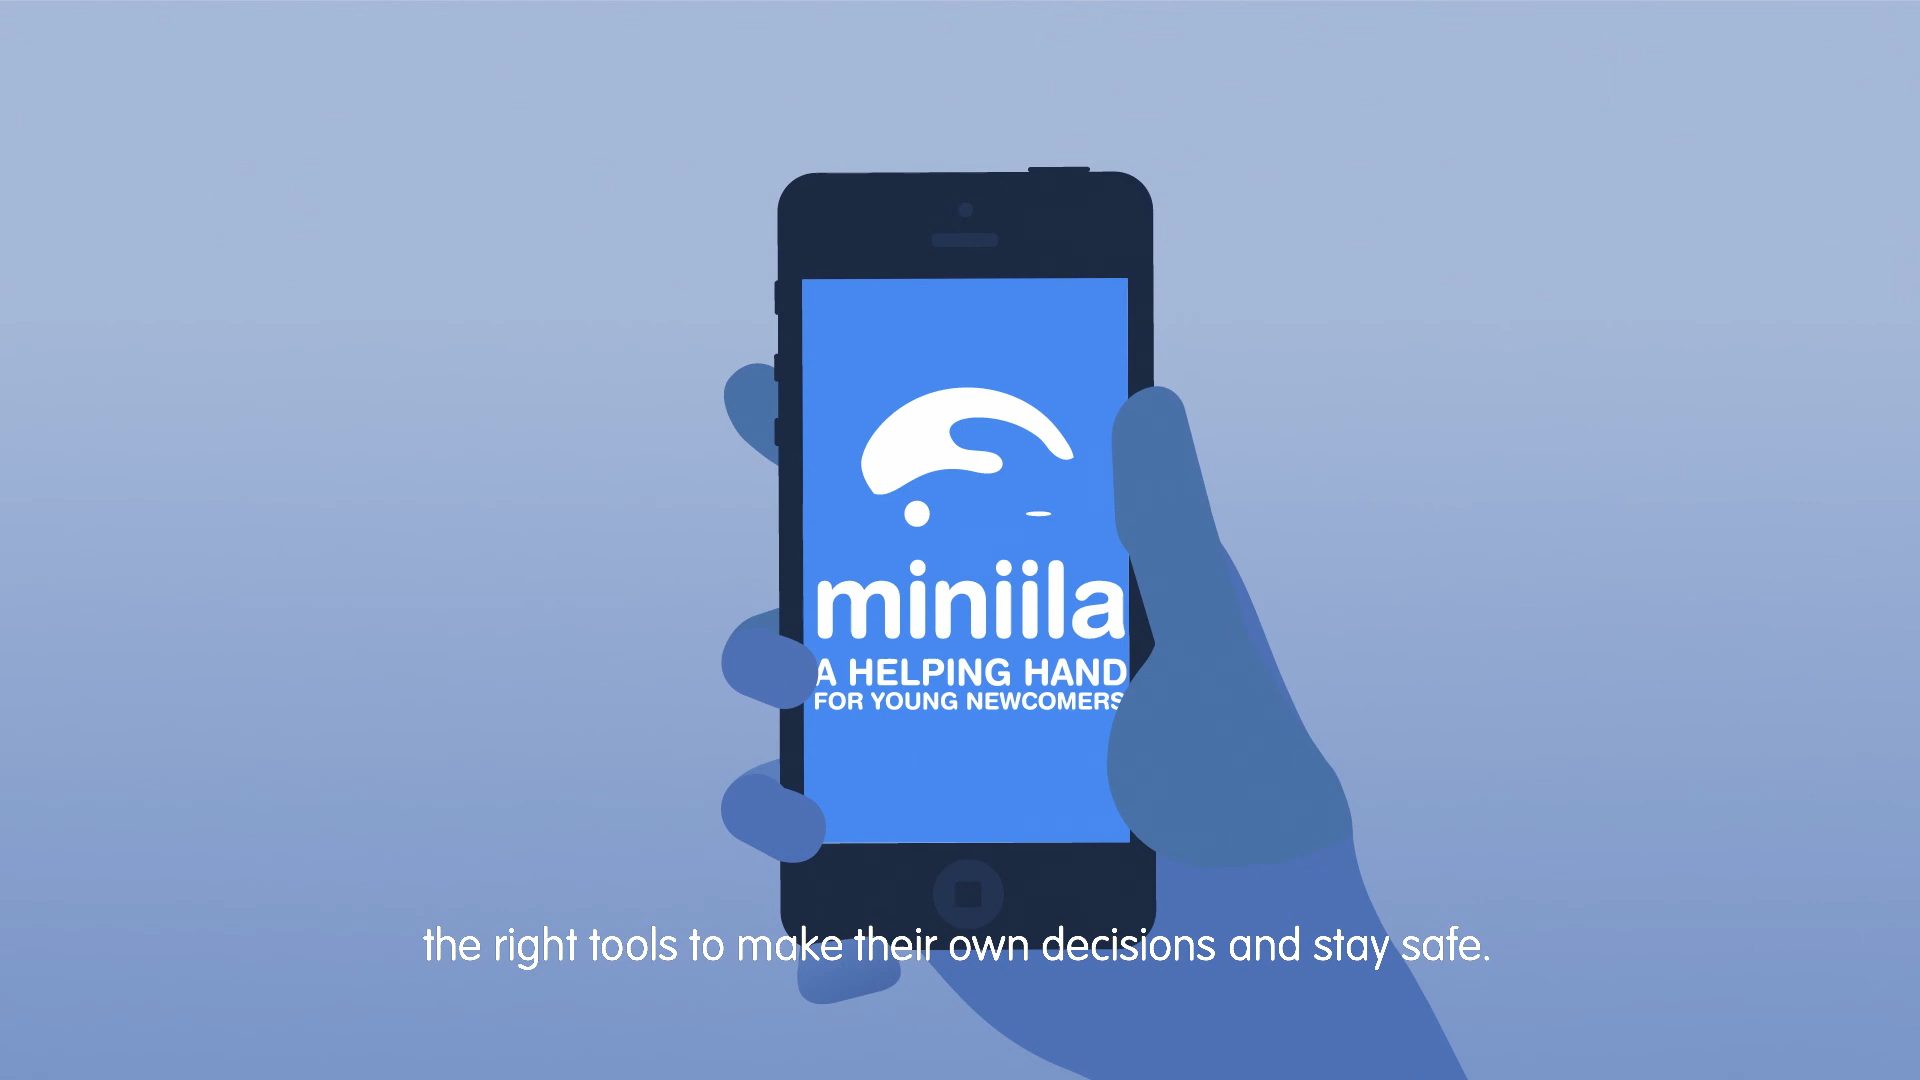 miniila
A HELPING HAND
FOR YOUNG NEWCOMERS
the right tools to make their own decisions and stay safe.